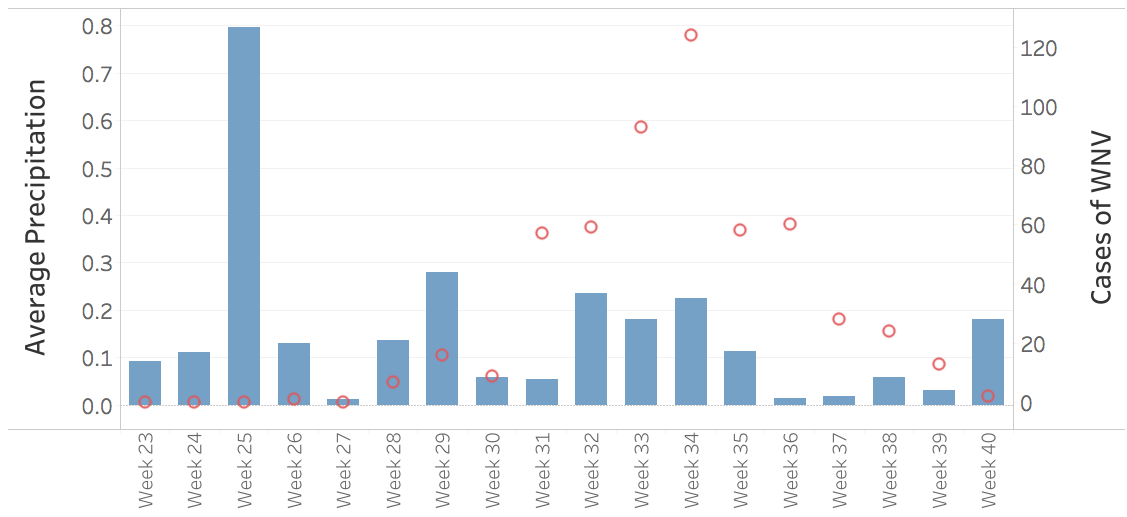 Average Precipitation
0.8
0.7
0.6
0.5
0.4
0.3
0.2
0.1
0.0
120
100
80
60
40
20
0
Cases of WNV
Week 23
Week 24
Week 25
Week 26
Week 27
Week 28
Week 29
Week 30
Week 31
Week 32
Week 33
Week 34
Week 35
Week 36
Week 37
Week 38
Week 39
Week 40